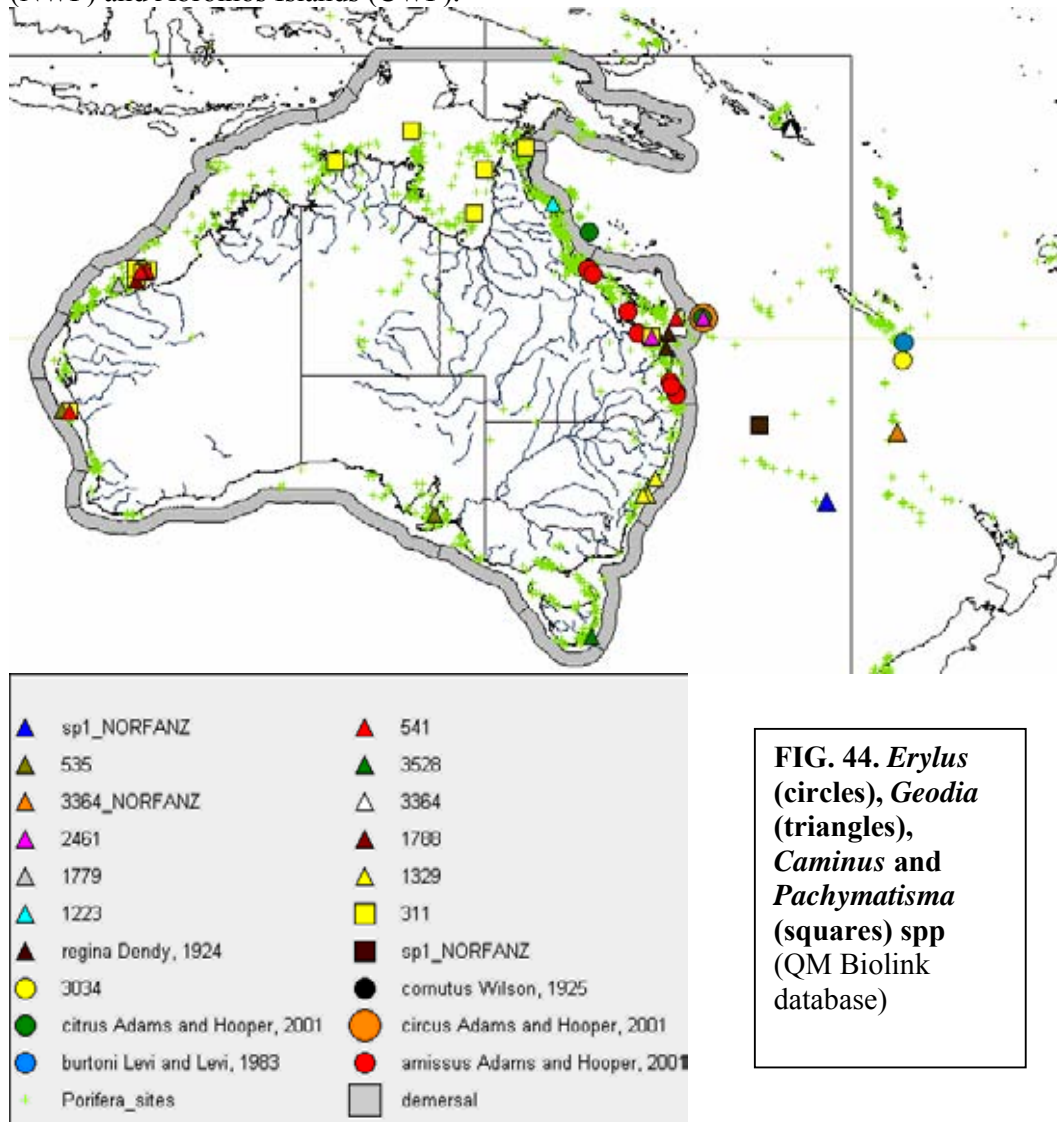 sp1_NORFANZ
535
3364_NORFANZ
2461
1779
1223
regina Dendy, 1924
3034
citrus Adams and Hooper, 2001
burtoni Levi and Levi, 1983
Porifera_sites
541
3528
3364
1788
1329
311
sp1_NORFANZ
cornutus Wilson, 1925
circus Adams and Hooper, 2001
amissus Adams and Hooper, 2001
demersal
FIG. 44. Erylus
(circles), Geodia
(triangles),
Caminus and
Pachymatisma
(squares) spp
(QM Biolink
database)